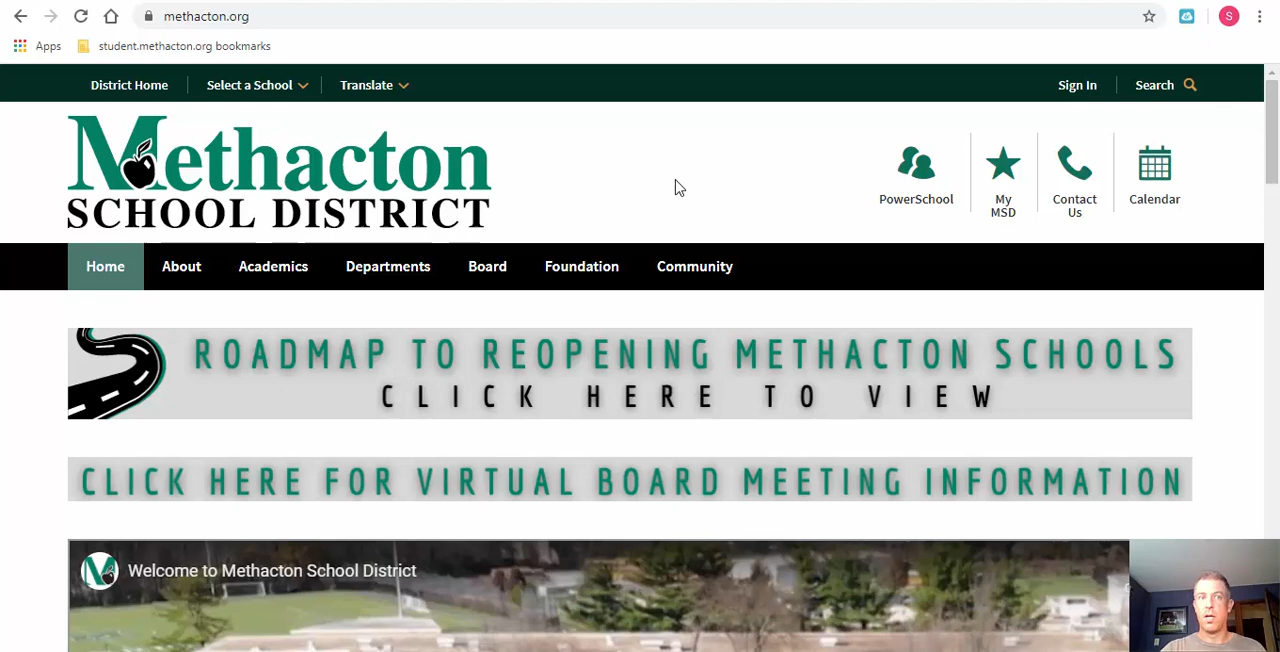 methacton.org
S
Apps
student.methacton.org bookmarks
District Home
Select a School
Translate
Sign In
Search
Methacton
SCHOOL DISTRICT
PowerSchool
My
MSD
Contact
Us
Calendar
Home
About
Academics
Departments
Board
Foundation
Community
ROADMAP TO REOPENING METHACTON SCHOOLS
CLICK HERE TO VIEW
CLICK HERE FOR VIRTUAL BOARD MEETING INFORMATION
M
Welcome to Methacton School District